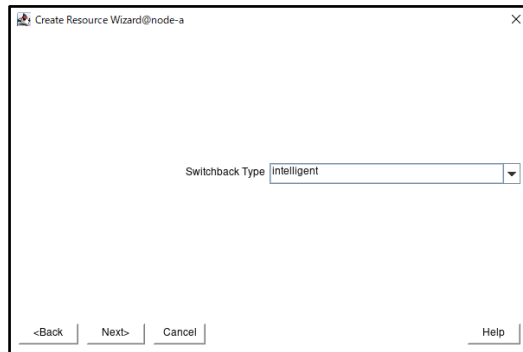 Create Resource Wizard@node-a
Switchback Type intelligent
<Back Next> Cancel Help